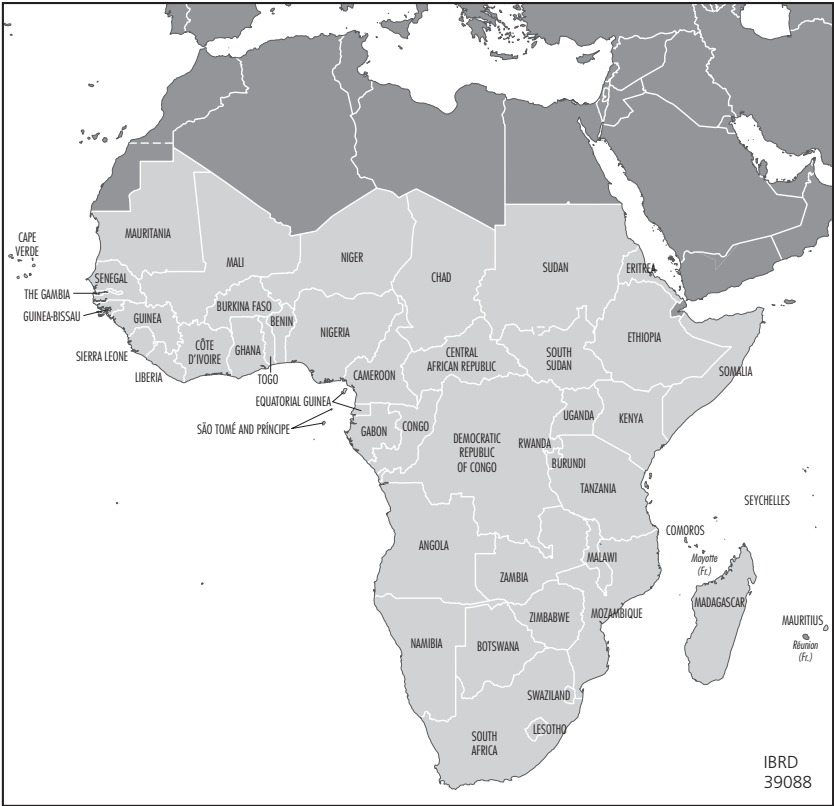 CAPE
VERDE
MAURITANIA
MALI
NIGER
CHAD
SUDAN
ERITREA
SENEGAL
THE GAMBIA
GUINEA-BISSAU
GUINEA
BURKINA FASO
BENIN
NIGERIA
ETHIOPIA
SIERRA LEONE
CÔTE
D'IVOIRE
GHANA
CENTRAL
AFRICAN REPUBLIC
SOUTH
SUDAN
SOMALIA
LIBERIA
TOGO
CAMEROON
EQUATORIAL GUINEA
SÃO TOMÉ AND PRÍNCIPE
GABON
CONGO
DEMOCRATIC
REPUBLIC
OF CONGO
UGANDA
KENYA
RWANDA
BURUNDI
TANZANIA
SEYCHELLES
COMOROS
Mayotte
(Fr.)
ANGOLA
MALAWI
ZAMBIA
MOZAMBIQUE
MADAGASCAR
MAURITIUS
Réunion
(Fr.)
ZIMBABWE
NAMIBIA
BOTSWANA
SWAZILAND
LESOTHO
SOUTH
AFRICA
IBRD
39088